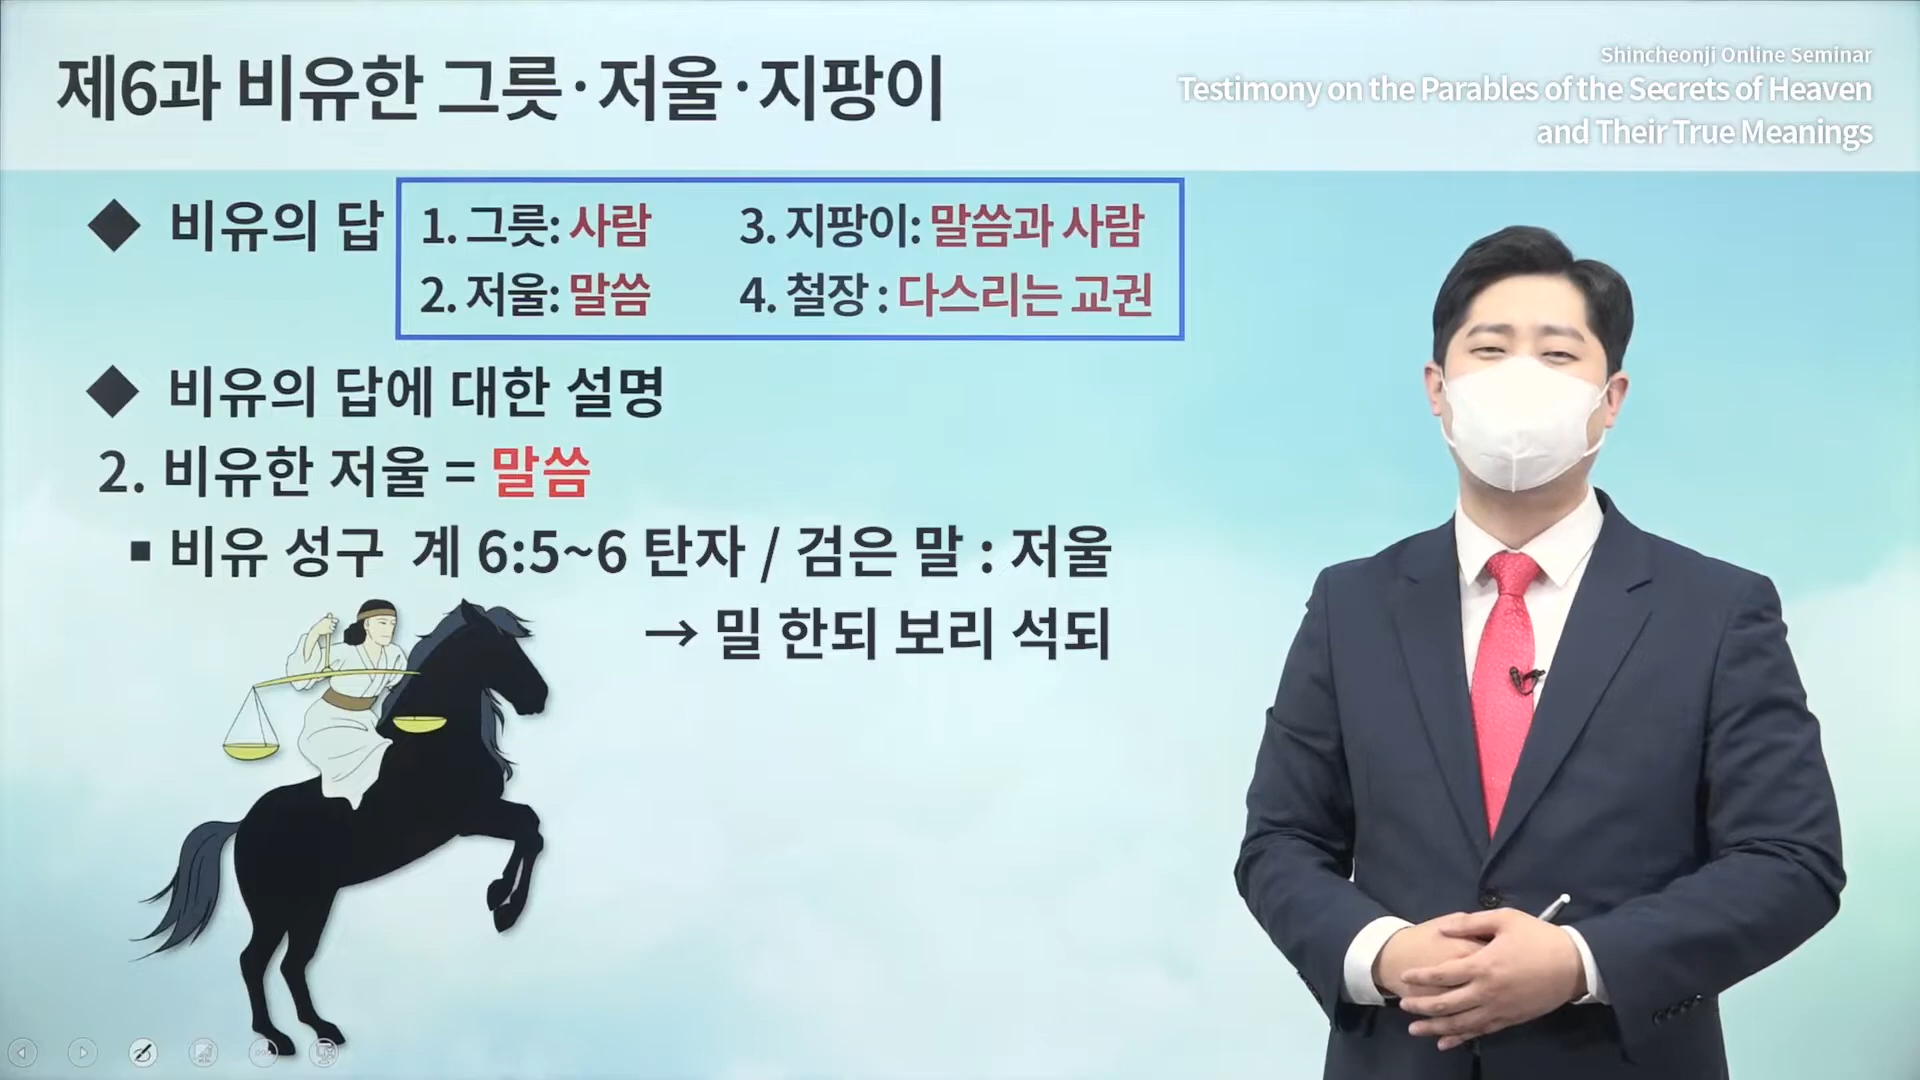 제6과 비유한 그릇·저울·지팡이
Shincheonji Online Seminar
Testimony on the Parables of the Secrets of Heaven
and Their True Meanings
◆ 비유의 답
1. 그릇: 사람
3. 지팡이: 말씀과 사람
2. 저울: 말씀
4. 철장 : 다스리는 교권
◆ 비유의 답에 대한 설명
2. 비유한 저울 = 말씀
▪ 비유 성구 계 6:5~6 탄자 / 검은 말 : 저울
→ 밀 한되 보리 석되